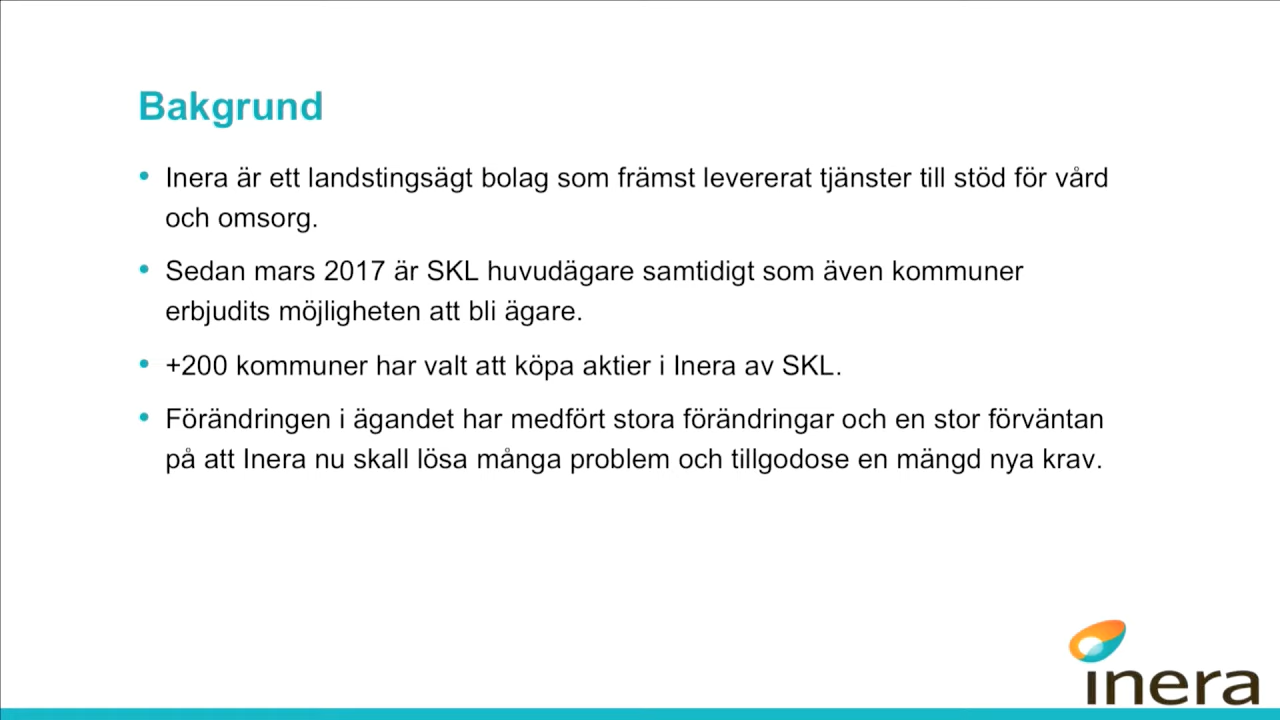 Bakgrund
• Inera är ett landstingsägt bolag som främst levererat tjänster till stöd för vård
och omsorg.
• Sedan mars 2017 är SKL huvudägare samtidigt som även kommuner
erbjudits möjligheten att bli ägare.
• +200 kommuner har valt att köpa aktier i Inera av SKL.
• Förändringen i ägandet har medfört stora förändringar och en stor förväntan
på att Inera nu skall lösa många problem och tillgodose en mängd nya krav.
inera